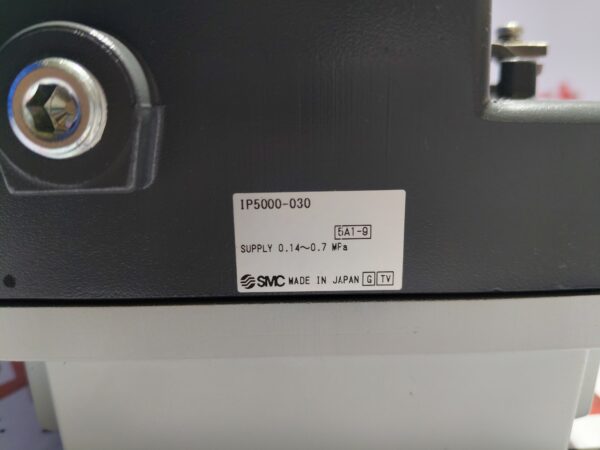 IP5000-030
5A1-9
SUPPLY 0.14~0.7 MPa
SMC MADE IN JAPAN G TV